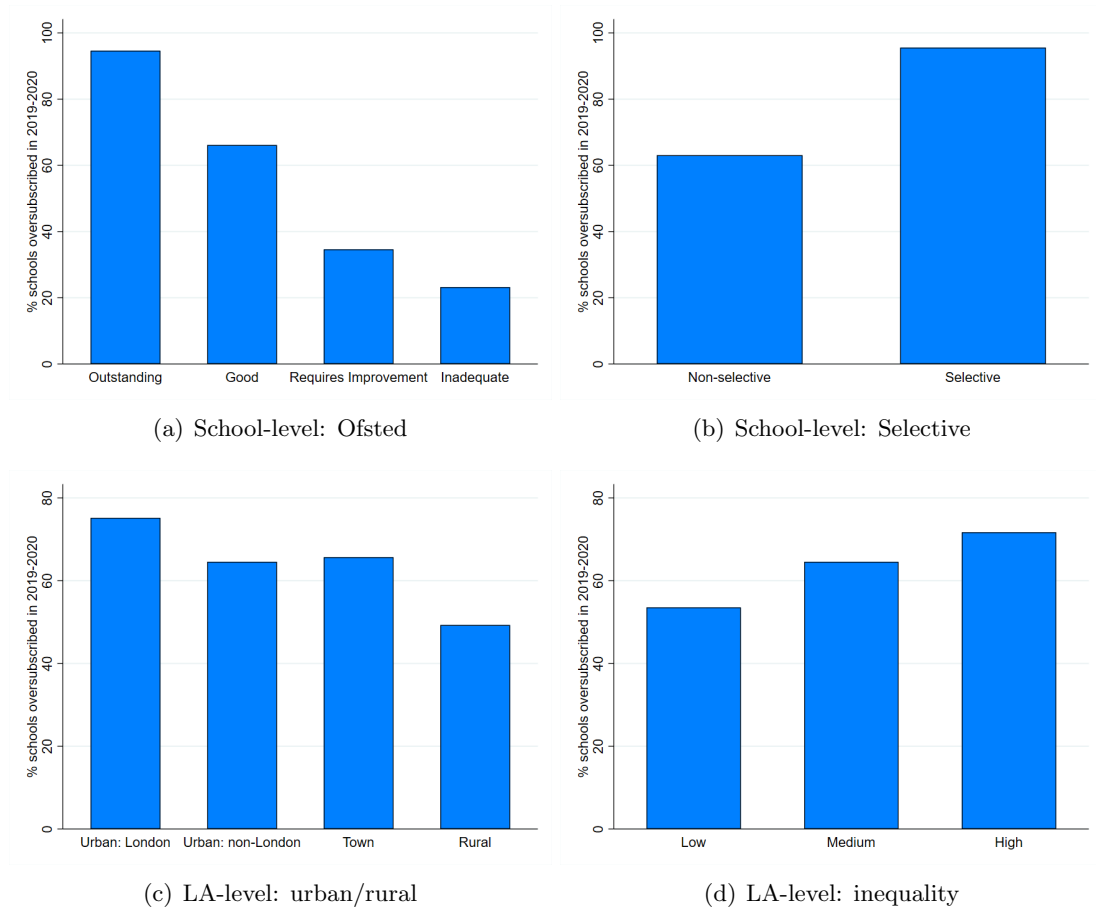 % schools oversubscribed in 2019-2020
100
80
60
40
20
0
Outstanding Good Requires Improvement Inadequate
(a) School-level: Ofsted
% schools oversubscribed in 2019-2020
100
80
60
40
20
0
Non-selective Selective
(b) School-level: Selective
% schools oversubscribed in 2019-2020
80
60
40
20
0
Urban: London Urban: non-London Town Rural
(c) LA-level: urban/rural
% schools oversubscribed in 2019-2020
80
60
40
20
0
Low Medium High
(d) LA-level: inequality